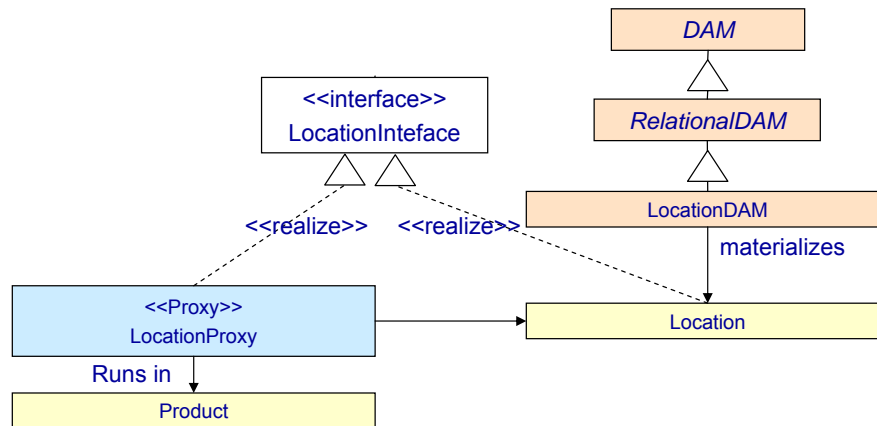 DAM
<<interface>>
LocationInteface
RelationalDAM
LocationDAM
<<realize>>
<<realize>>
materializes
<<Proxy>>
LocationProxy
Location
Runs in
Product